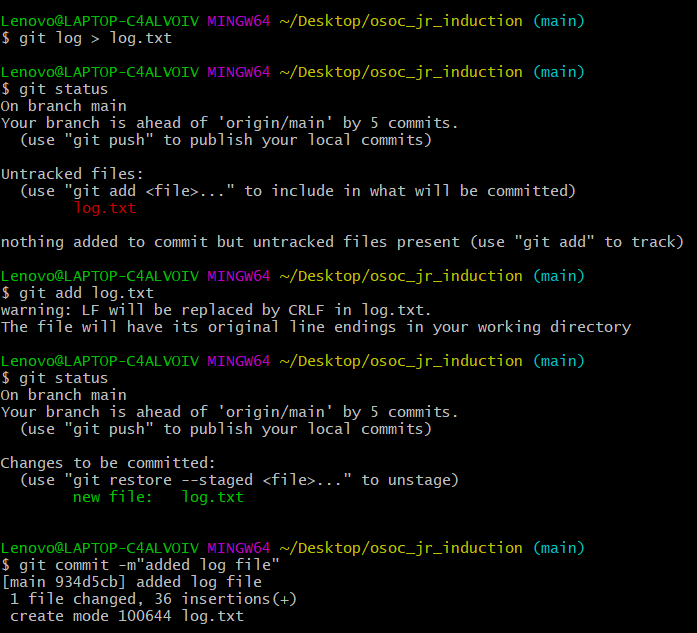 Lenovo@LAPTOP-C4ALVOIV MINGW64 ~/Desktop/osoc_jr_induction (main)
$ git log > log.txt
Lenovo@LAPTOP-C4ALVOIV MINGW64 ~/Desktop/osoc_jr_induction (main)
$ git status
On branch main
Your branch is ahead of 'origin/main' by 5 commits.
  (use "git push" to publish your local commits)
Untracked files:
  (use "git add <file>..." to include in what will be committed)
        log.txt
nothing added to commit but untracked files present (use "git add" to track)
Lenovo@LAPTOP-C4ALVOIV MINGW64 ~/Desktop/osoc_jr_induction (main)
$ git add log.txt
warning: LF will be replaced by CRLF in log.txt.
The file will have its original line endings in your working directory
Lenovo@LAPTOP-C4ALVOIV MINGW64 ~/Desktop/osoc_jr_induction (main)
$ git status
On branch main
Your branch is ahead of 'origin/main' by 5 commits.
  (use "git push" to publish your local commits)
Changes to be committed:
  (use "git restore --staged <file>..." to unstage)
        new file:   log.txt
Lenovo@LAPTOP-C4ALVOIV MINGW64 ~/Desktop/osoc_jr_induction (main)
$ git commit -m"added log file"
[main 934d5cb] added log file
 1 file changed, 36 insertions(+)
 create mode 100644 log.txt